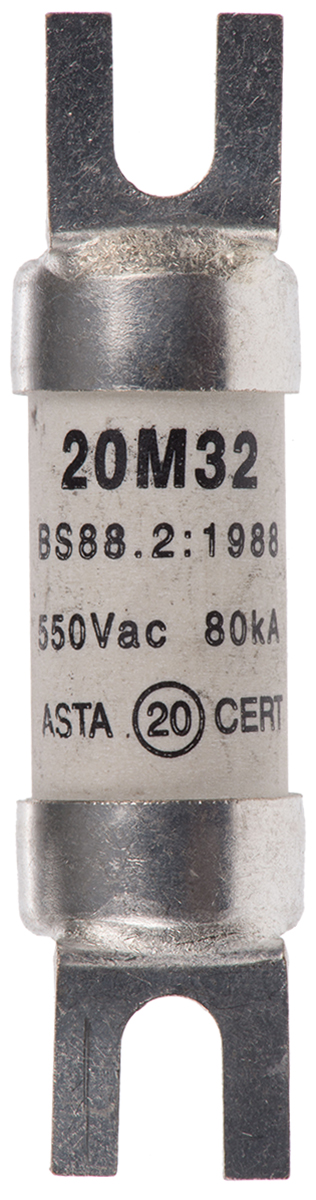 20M32
BS88.2:1988
550Vac 80kA
ASTA . 20 CERT